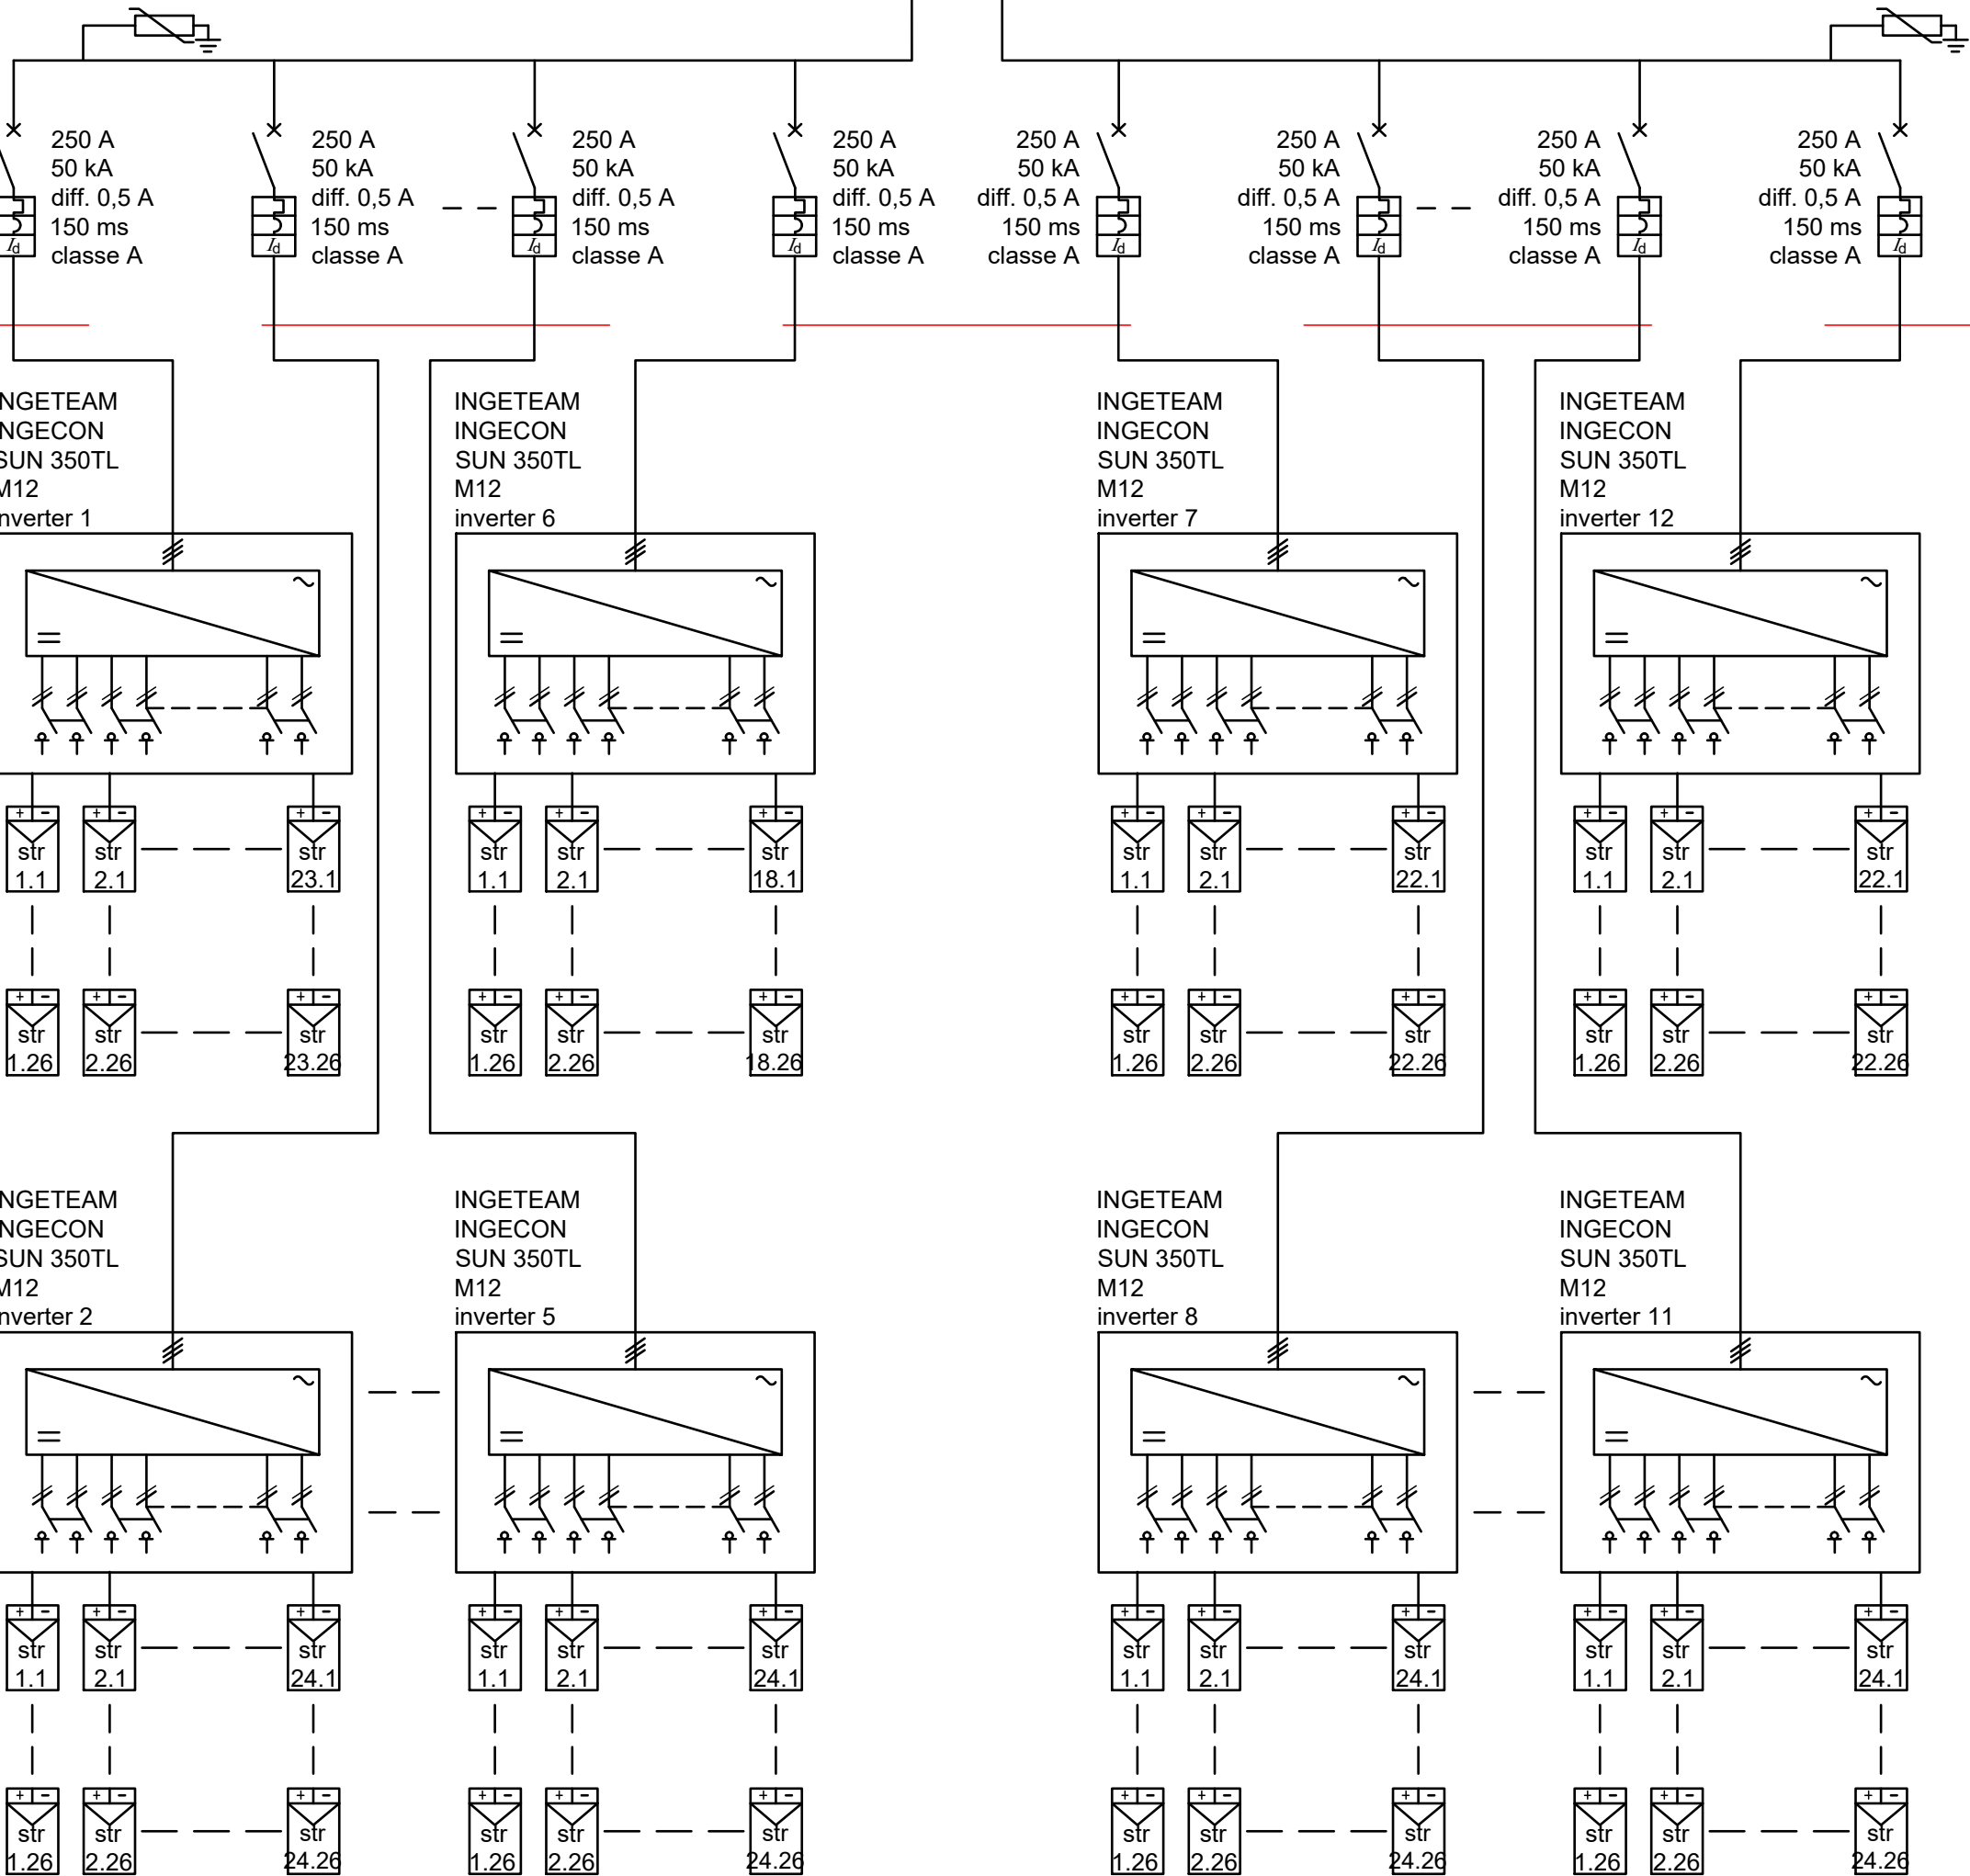 250 A
50 kA
diff. 0,5 A
150 ms
classe A
Id
250 A
50 kA
diff. 0,5 A
150 ms
classe A
Id
250 A
50 kA
diff. 0,5 A
150 ms
classe A
Id
250 A
50 kA
diff. 0,5 A
150 ms
classe A
Id
250 A
50 kA
diff. 0,5 A
150 ms
classe A
Id
250 A
50 kA
diff. 0,5 A
150 ms
classe A
Id
250 A
50 kA
diff. 0,5 A
150 ms
classe A
Id
250 A
50 kA
diff. 0,5 A
150 ms
classe A
Id
NGETEAM
NGECON
SUN 350TL
M12
nverter 1
INGETEAM
INGECON
SUN 350TL
M12
inverter 6
INGETEAM
INGECON
SUN 350TL
M12
inverter 7
INGETEAM
INGECON
SUN 350TL
M12
inverter 12
+ - + - + -
str str str
1.1 2.1 23.1
+ - + - + -
str str str
1.26 2.26 23.26
+ - + - + -
str str str
1.1 2.1 18.1
+ - + - + -
str str str
1.26 2.26 18.26
+ - + - + -
str str str
1.1 2.1 22.1
+ - + - + -
str str str
1.26 2.26 22.26
+ - + - + -
str str str
1.1 2.1 22.1
+ - + - + -
str str str
1.26 2.26 22.26
NGETEAM
NGECON
SUN 350TL
M12
nverter 2
INGETEAM
INGECON
SUN 350TL
M12
inverter 5
INGETEAM
INGECON
SUN 350TL
M12
inverter 8
INGETEAM
INGECON
SUN 350TL
M12
inverter 11
+ - + - + -
str str str
1.1 2.1 24.1
+ - + - + -
str str str
1.26 2.26 24.26
+ - + - + -
str str str
1.1 2.1 24.1
+ - + - + -
str str str
1.26 2.26 24.26
+ - + - + -
str str str
1.1 2.1 24.1
+ - + - + -
str str str
1.26 2.26 24.26
+ - + - + -
str str str
1.1 2.1 24.1
+ - + - + -
str str str
1.26 2.26 24.26